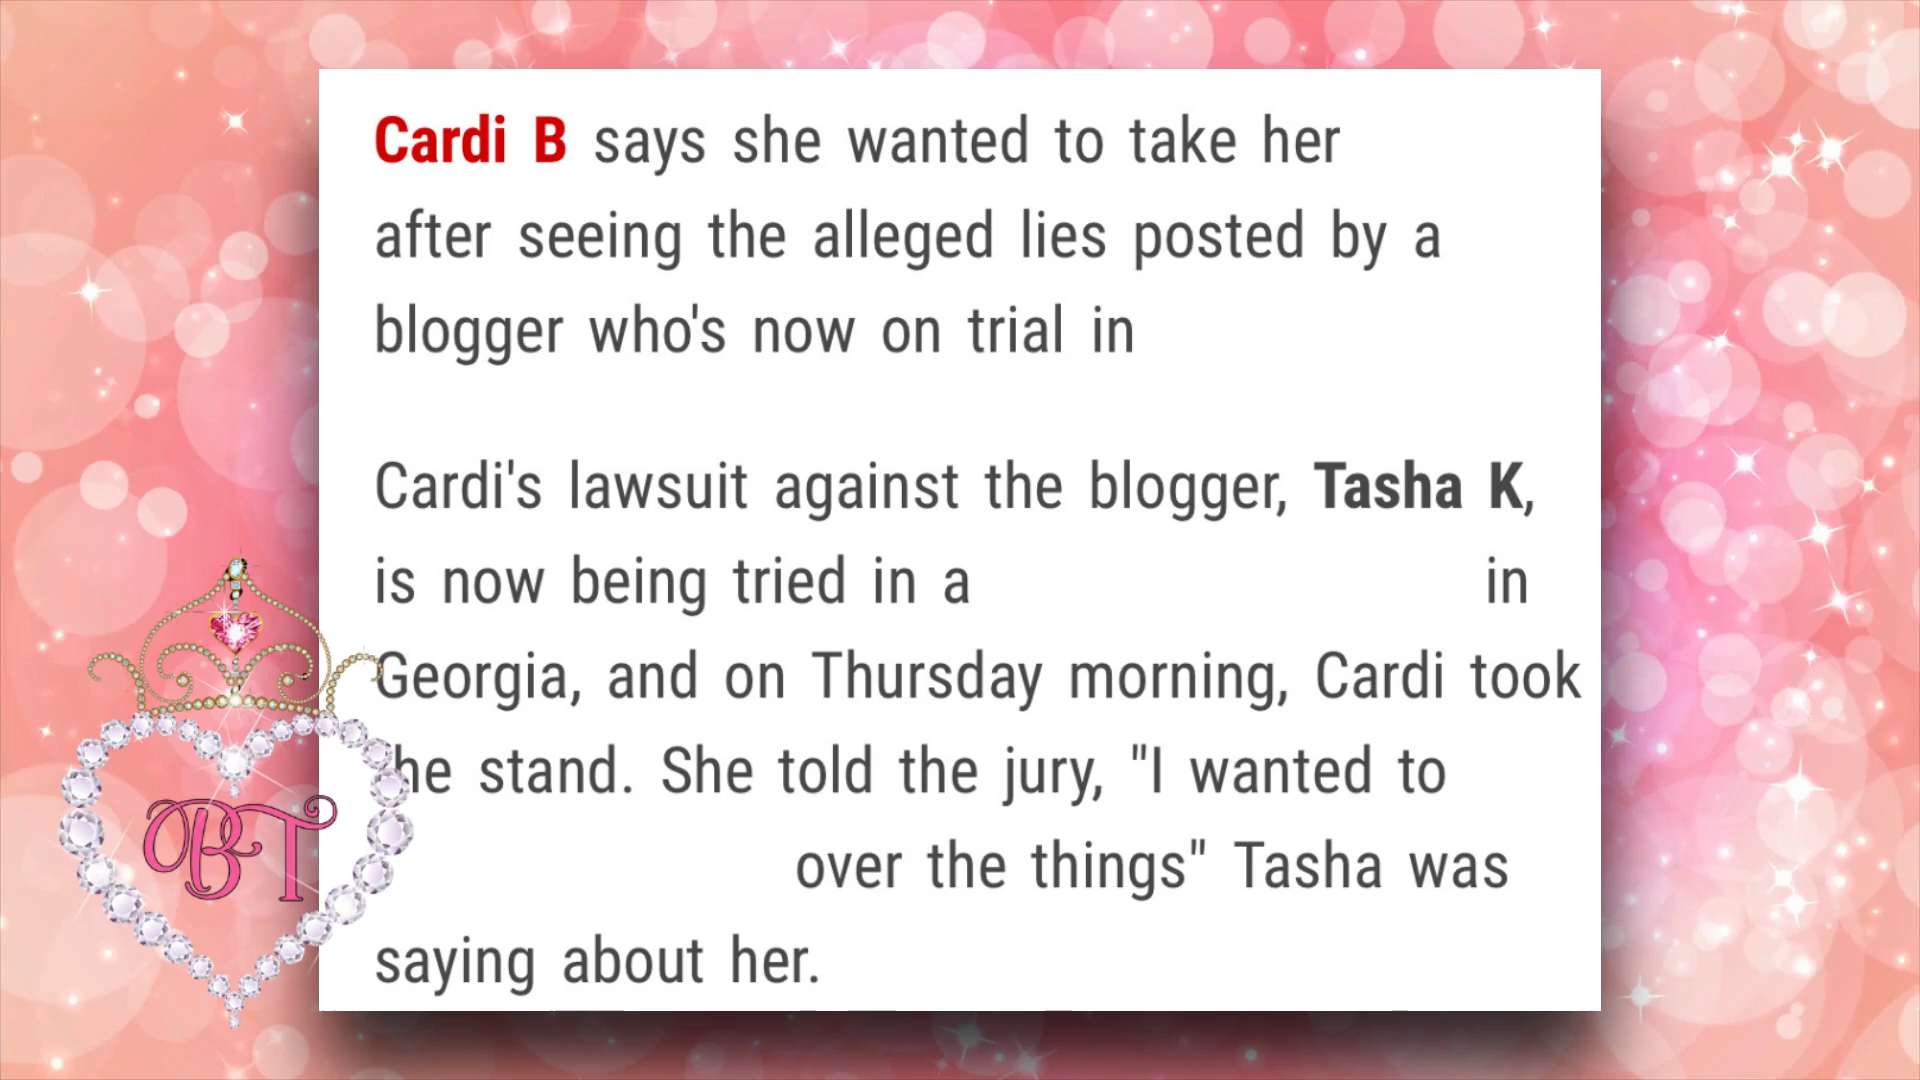 Cardi B says she wanted to take her
after seeing the alleged lies posted by a
blogger who's now on trial in
Cardi's lawsuit against the blogger, Tasha K,
is now being tried in a in
Georgia, and on Thursday morning, Cardi took
he stand. She told the jury, "I wanted to
over the things" Tasha was
saying about her.
BT